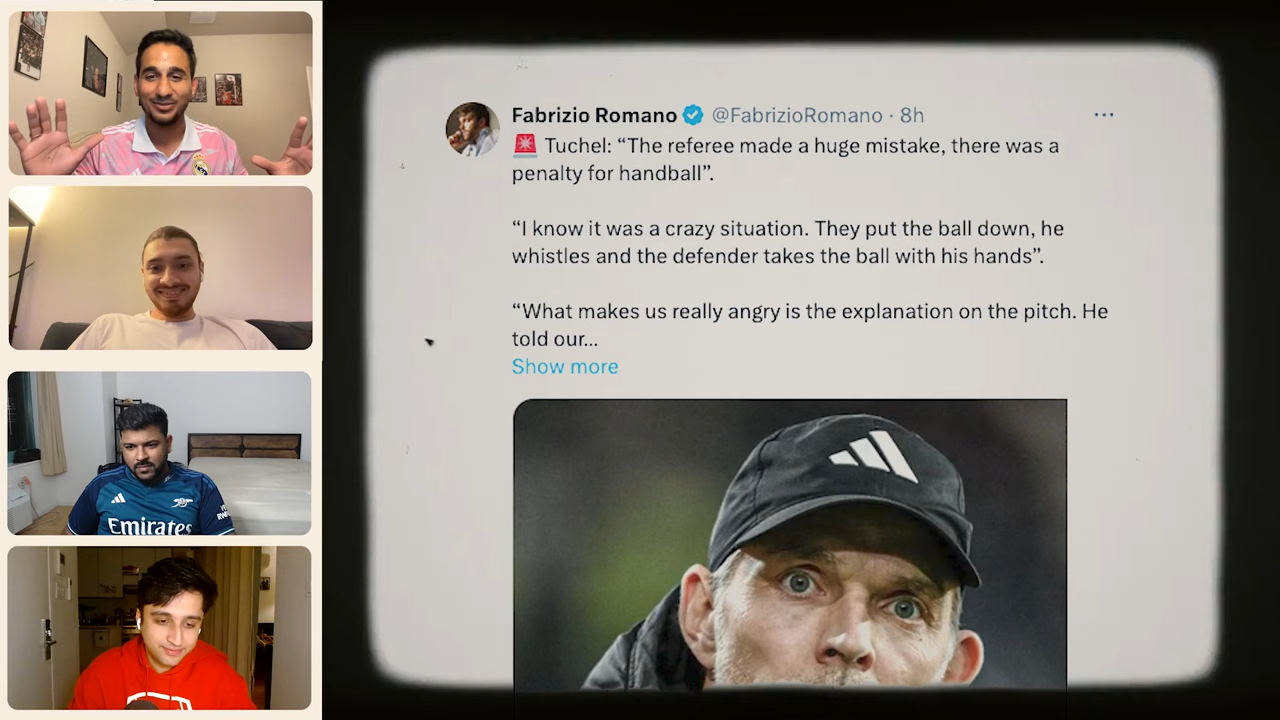 Fabrizio Romano @FabrizioRomano · 8h
🚨 Tuchel: “The referee made a huge mistake, there was a
penalty for handball”.
“I know it was a crazy situation. They put the ball down, he
whistles and the defender takes the ball with his hands”.
“What makes us really angry is the explanation on the pitch. He
told our...
Show more
Emirates